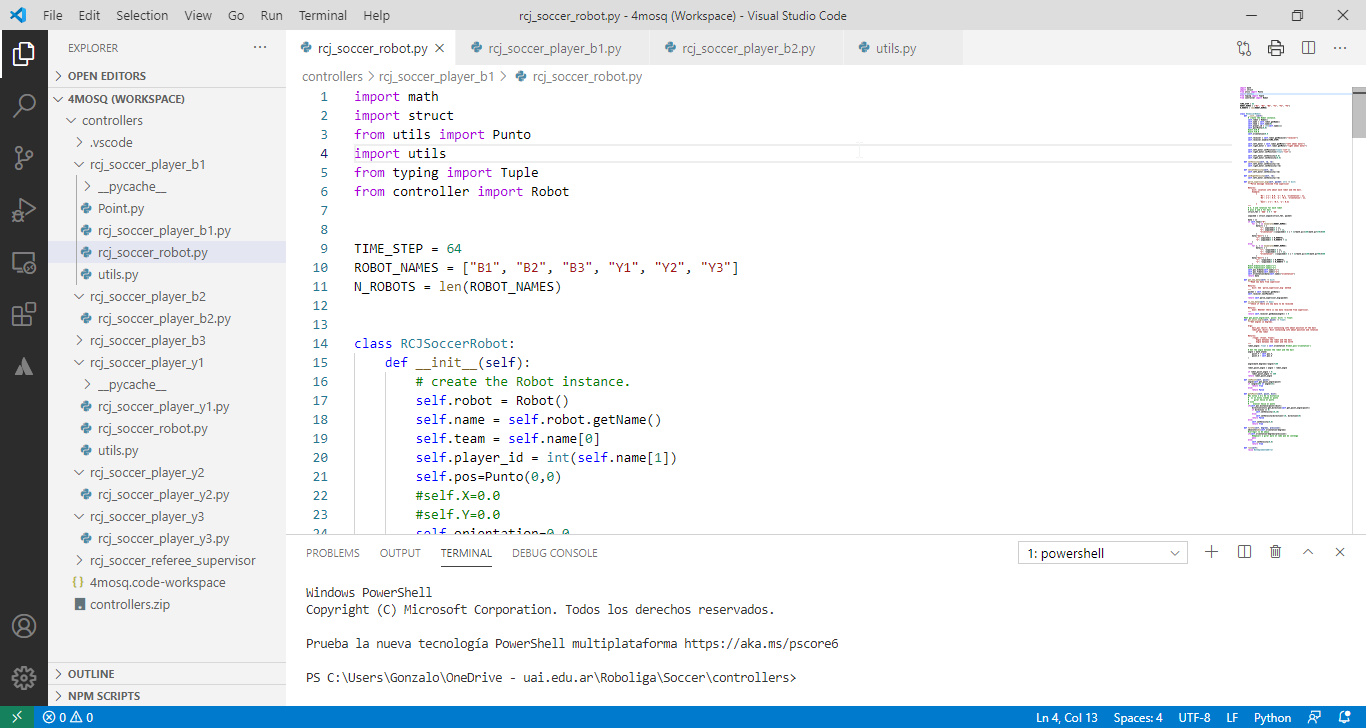 File Edit Selection View Go Run Terminal Help rcj_soccer_robot.py - 4mosq (Workspace) - Visual Studio Code
EXPLORER
OPEN EDITORS
4MOSQ (WORKSPACE)
controllers
.vscode
rcj_soccer_player_b1
__pycache__
Point.py
rcj_soccer_player_b1.py
rcj_soccer_robot.py
utils.py
rcj_soccer_player_b2
rcj_soccer_player_b2.py
rcj_soccer_player_b3
rcj_soccer_player_y1
__pycache__
rcj_soccer_player_y1.py
rcj_soccer_robot.py
utils.py
rcj_soccer_player_y2
rcj_soccer_player_y2.py
rcj_soccer_player_y3
rcj_soccer_player_y3.py
rcj_soccer_referee_supervisor
4mosq.code-workspace
controllers.zip
OUTLINE
NPM SCRIPTS
rcj_soccer_robot.py rcj_soccer_player_b1.py rcj_soccer_player_b2.py utils.py
controllers > rcj_soccer_player_b1 > rcj_soccer_robot.py
1 import math
2 import struct
3 from utils import Punto
4 import utils
5 from typing import Tuple
6 from controller import Robot
7
8
9 TIME_STEP = 64
10 ROBOT_NAMES = ["B1", "B2", "B3", "Y1", "Y2", "Y3"]
11 N_ROBOTS = len(ROBOT_NAMES)
12
13
14 class RCJSoccerRobot:
15 def __init__(self):
16 # create the Robot instance.
17 self.robot = Robot()
18 self.name = self.robot.getName()
19 self.team = self.name[0]
20 self.player_id = int(self.name[1])
21 self.pos=Punto(0,0)
22 #self.X=0.0
23 #self.Y=0.0
24 self.orientation=0.0
PROBLEMS OUTPUT TERMINAL DEBUG CONSOLE 1: powershell
Windows PowerShell
Copyright (C) Microsoft Corporation. Todos los derechos reservados.
Prueba la nueva tecnología PowerShell multiplataforma https://aka.ms/pscore6
PS C:\Users\Gonzalo\OneDrive - uai.edu.ar\Roboliga\Soccer\controllers>
0 0 Ln 4, Col 13 Spaces: 4 UTF-8 LF Python